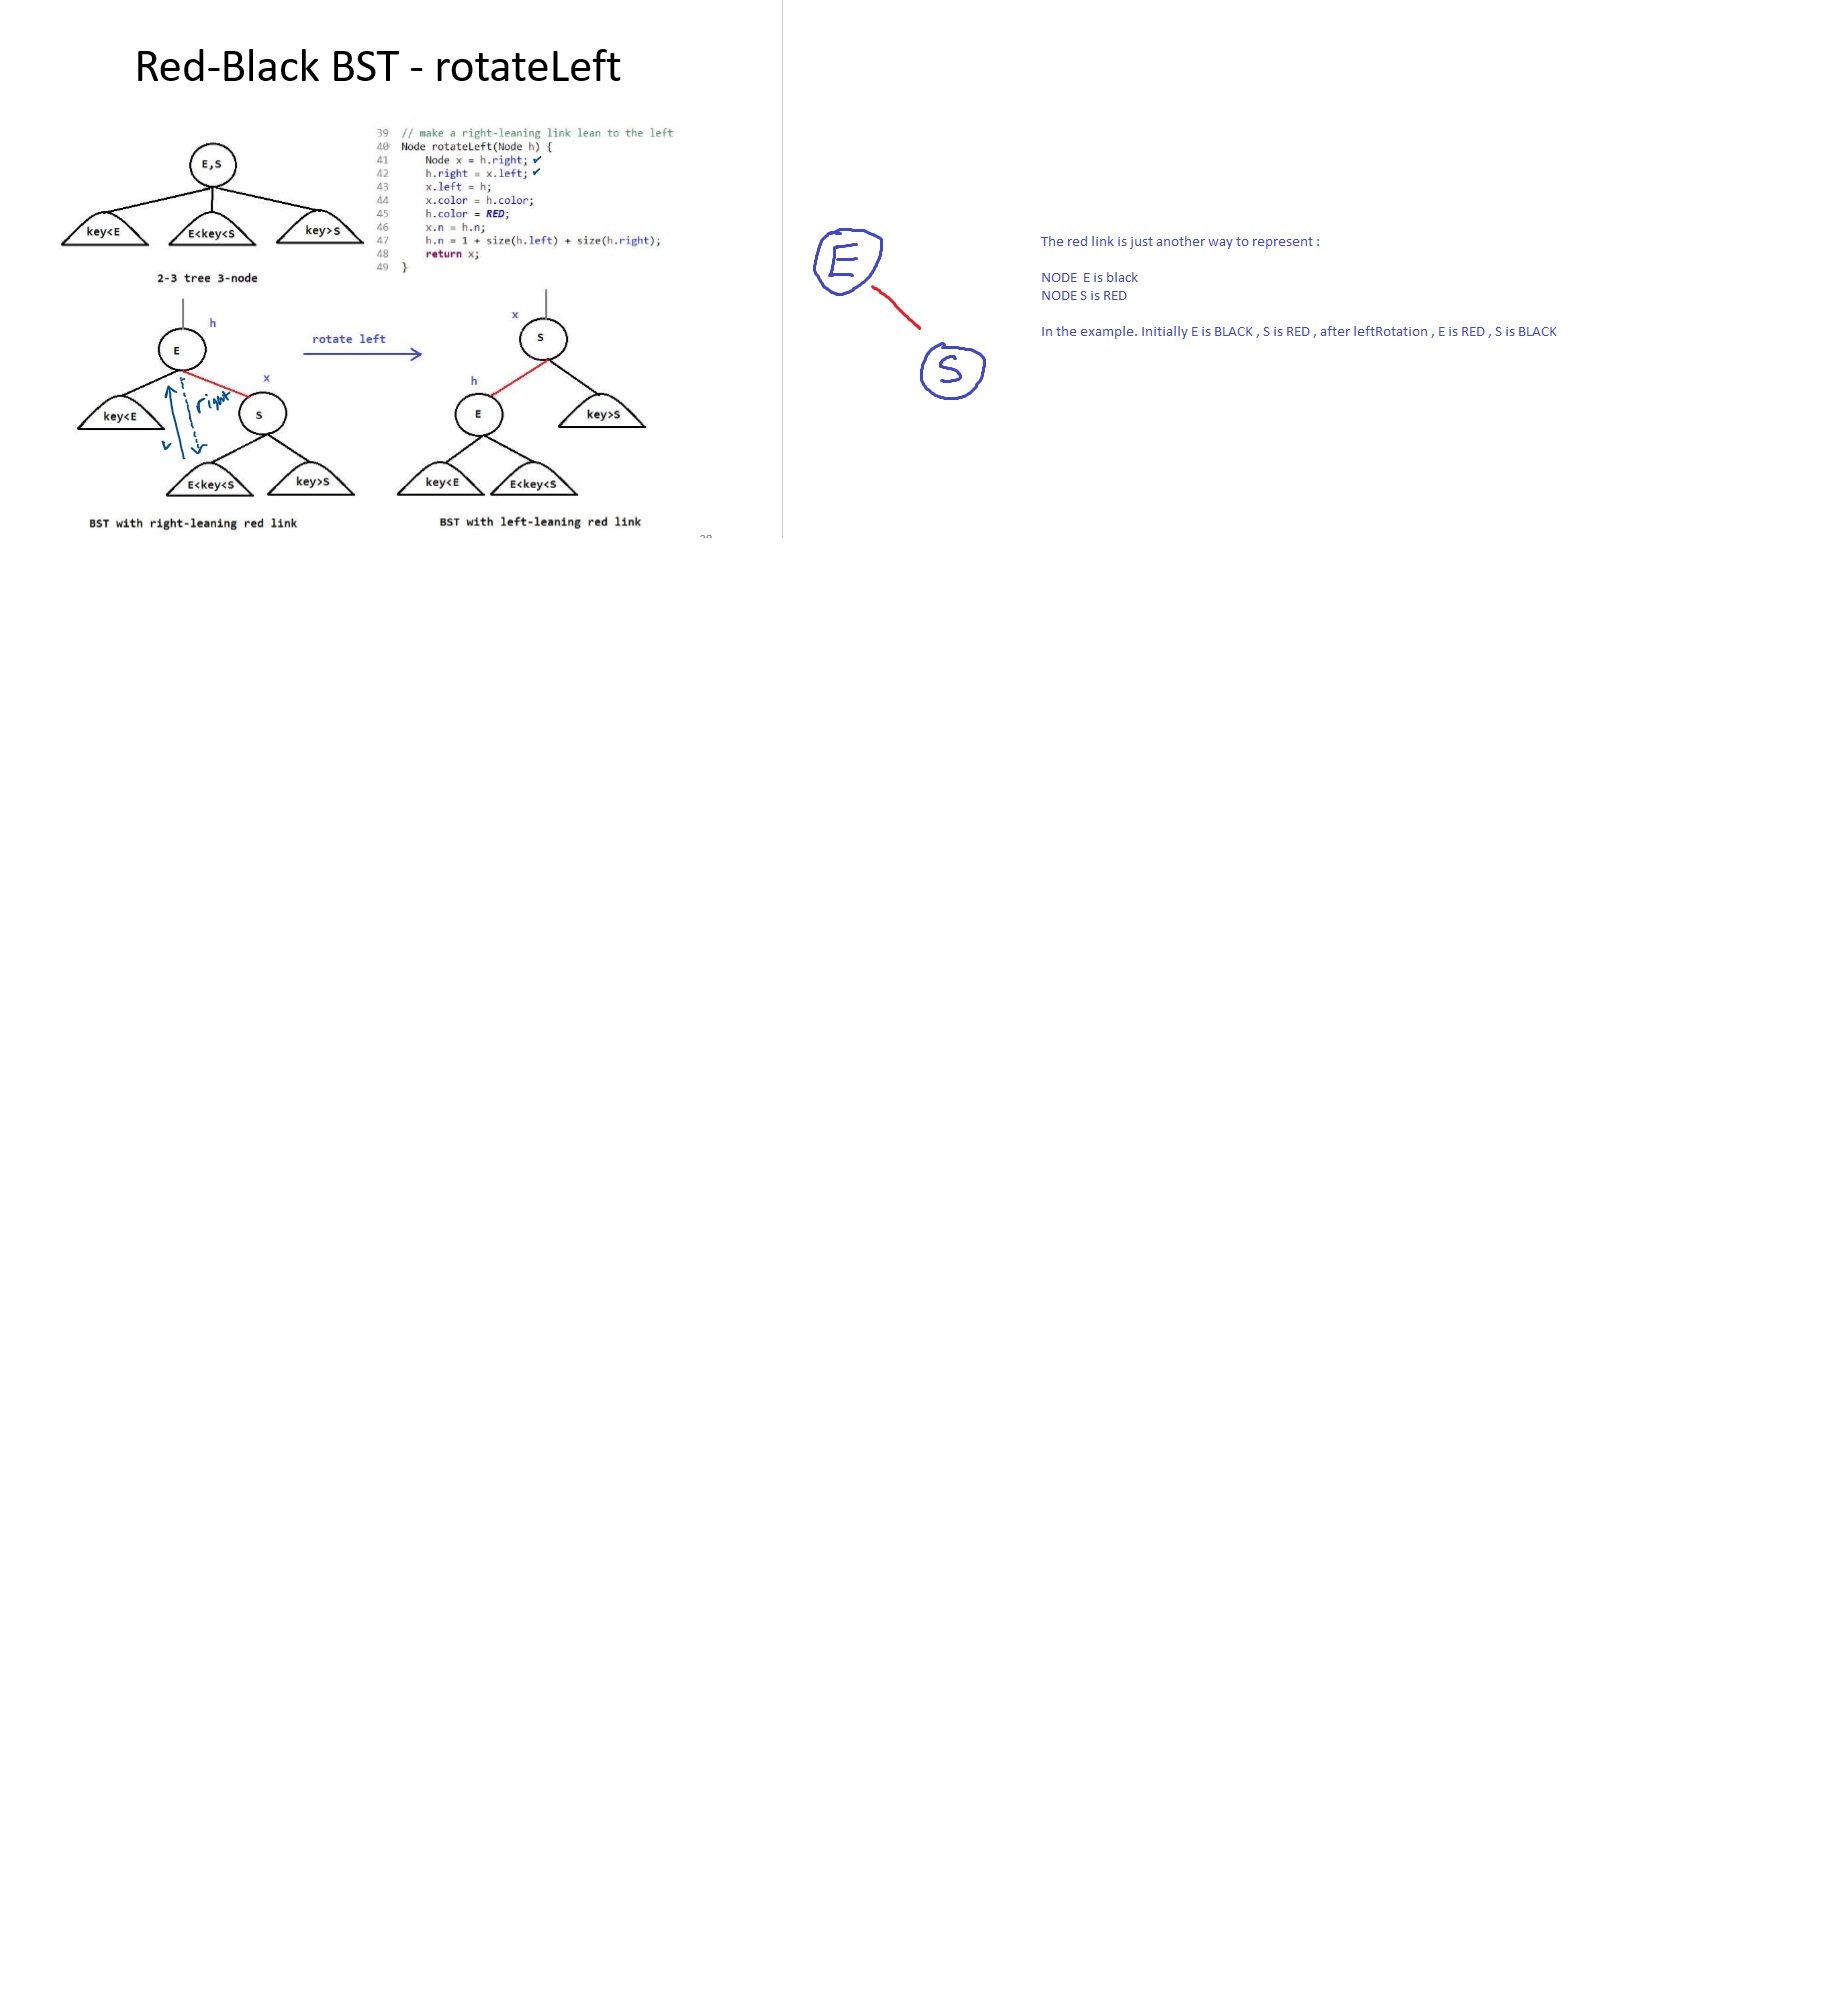 Red-Black BST - rotateLeft
39 // make a right-leaning link lean to the left
40 Node rotateLeft(Node h) {
41 Node x = h.right; ✔
42 h.right = x.left; ✔
43 x.left = h;
44 x.color = h.color;
45 h.color = RED;
46 x.n = h.n;
47 h.n = 1 + size(h.left) + size(h.right);
48 return x;
49 }
E,S
key<E
E<key<S
key>S
2-3 tree 3-node
h
E
x
right
key<E
S
E<key<S
key>S
BST with right-leaning red link
rotate left
x
S
h
E
key>S
key<E
E<key<S
BST with left-leaning red link
E
S
The red link is just another way to represent :
NODE E is black
NODE S is RED
In the example. Initially E is BLACK , S is RED , after leftRotation , E is RED , S is BLACK